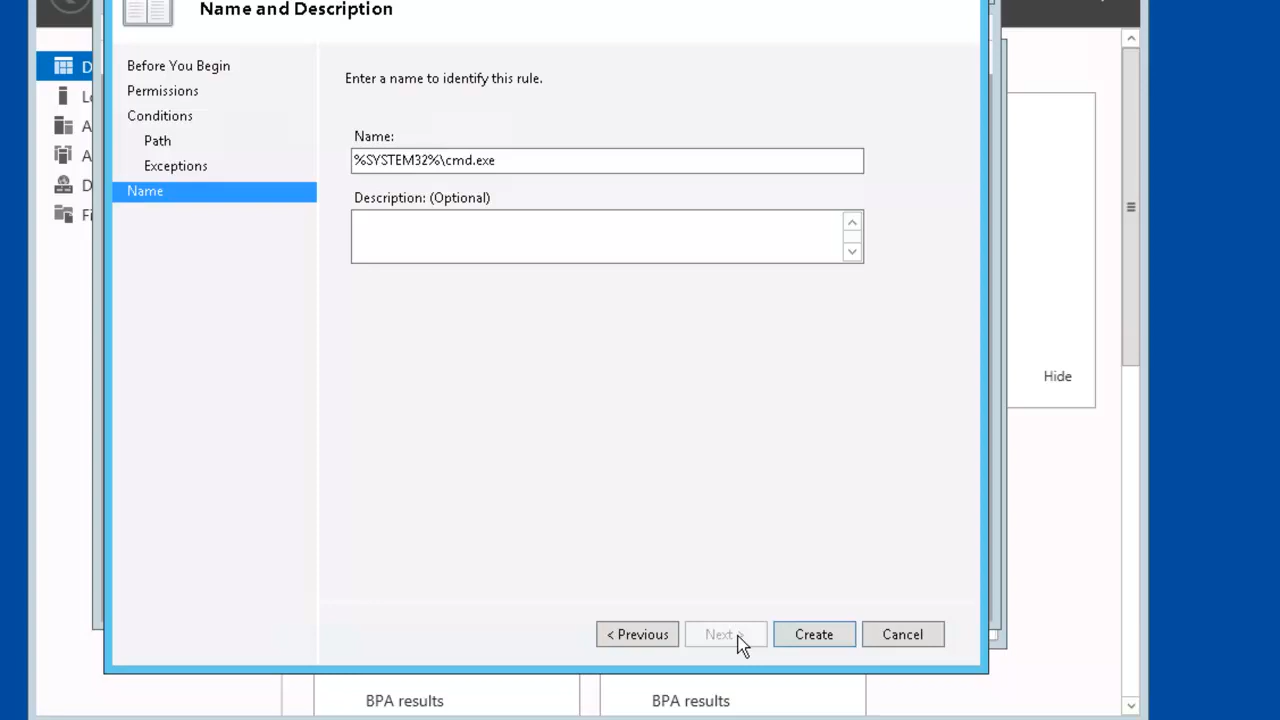 Name and Description
Before You Begin
Permissions
Conditions
Path
Exceptions
Name
Enter a name to identify this rule.
Name:
%SYSTEM32%\cmd.exe
Description: (Optional)
D
L
A
A
D
Fi
Hide
< Previous
Next >
Create
Cancel
BPA results
BPA results